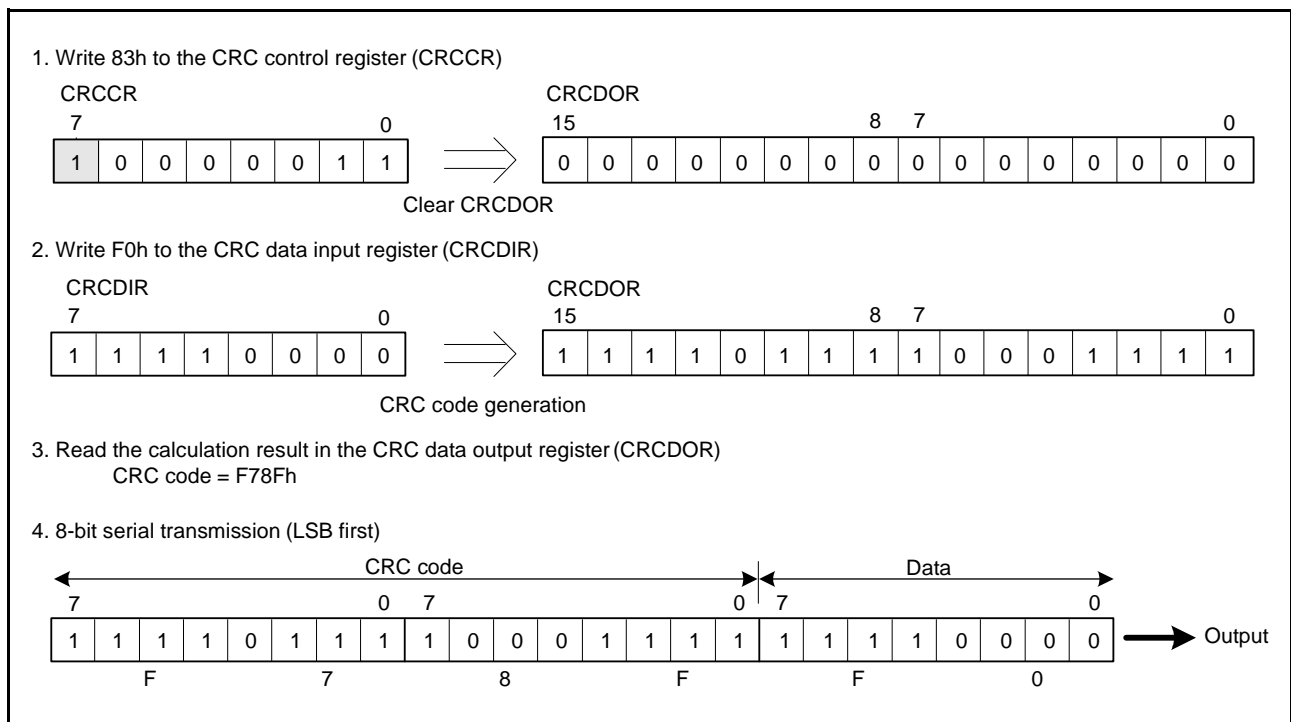 1. Write 83h to the CRC control register (CRCCR)
CRCCR CRCDOR
7 0 15 8 7 0
1 0 0 0 0 0 1 1 0 0 0 0 0 0 0 0 0 0 0 0 0 0 0 0
Clear CRCDOR
2. Write F0h to the CRC data input register (CRCDIR)
CRCDIR CRCDOR
7 0 15 8 7 0
1 1 1 1 0 0 0 0 1 1 1 1 0 1 1 1 1 0 0 0 1 1 1 1
CRC code generation
3. Read the calculation result in the CRC data output register (CRCDOR)
CRC code = F78Fh
4. 8-bit serial transmission (LSB first)
CRC code Data
7 0 7 0 7 0
1 1 1 1 0 1 1 1 1 0 0 0 1 1 1 1 1 1 1 1 0 0 0 0 Output
F 7 8 F F 0